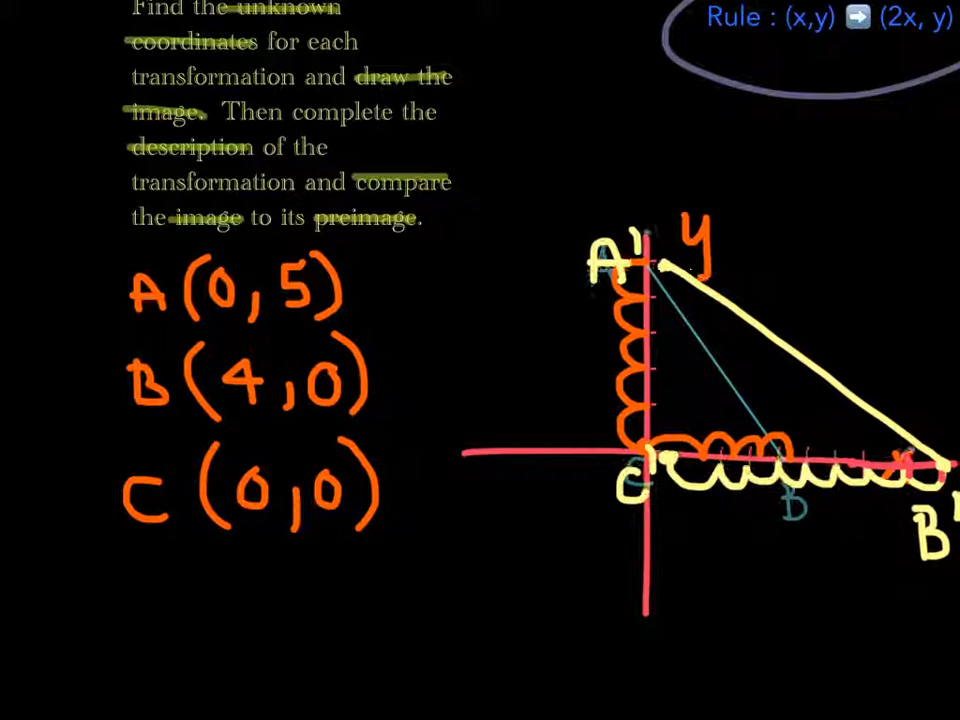 Find the unknown
coordinates for each
transformation and draw the
image. Then complete the
description of the
transformation and compare
the image to its preimage.
Rule : (x,y) ➡ (2x, y)
A (0, 5)
B (4, 0)
C (0, 0)
y
A'
x
C'
B
B'